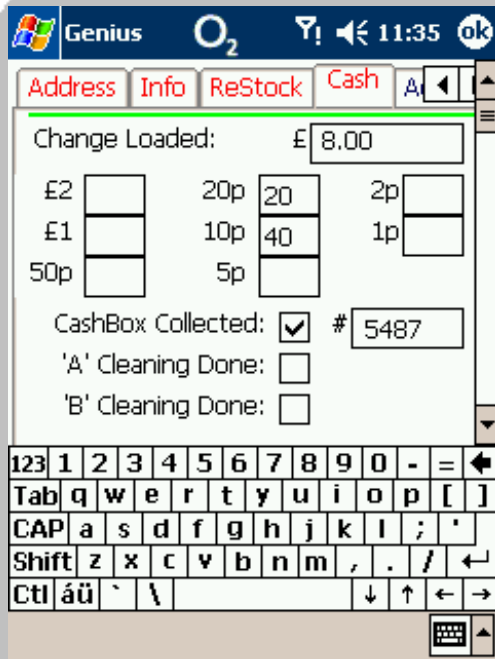 Genius O2 11:35 ok
Address Info ReStock Cash
Change Loaded: £ 8.00
£2 20p 20 2p
£1 10p 40 1p
50p 5p
CashBox Collected: # 5487
'A' Cleaning Done:
'B' Cleaning Done:
123 1 2 3 4 5 6 7 8 9 0 - =
Tab q w e r t y u i o p [ ]
CAP a s d f g h j k l ; '
Shift z x c v b n m , . /
Ctl áü ` \